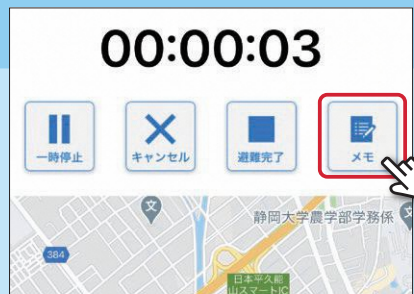 00:00:03
一時停止
キャンセル
避難完了
メモ
文
静岡大学農学部学務係
文
384
日本平久能
山スマートIC